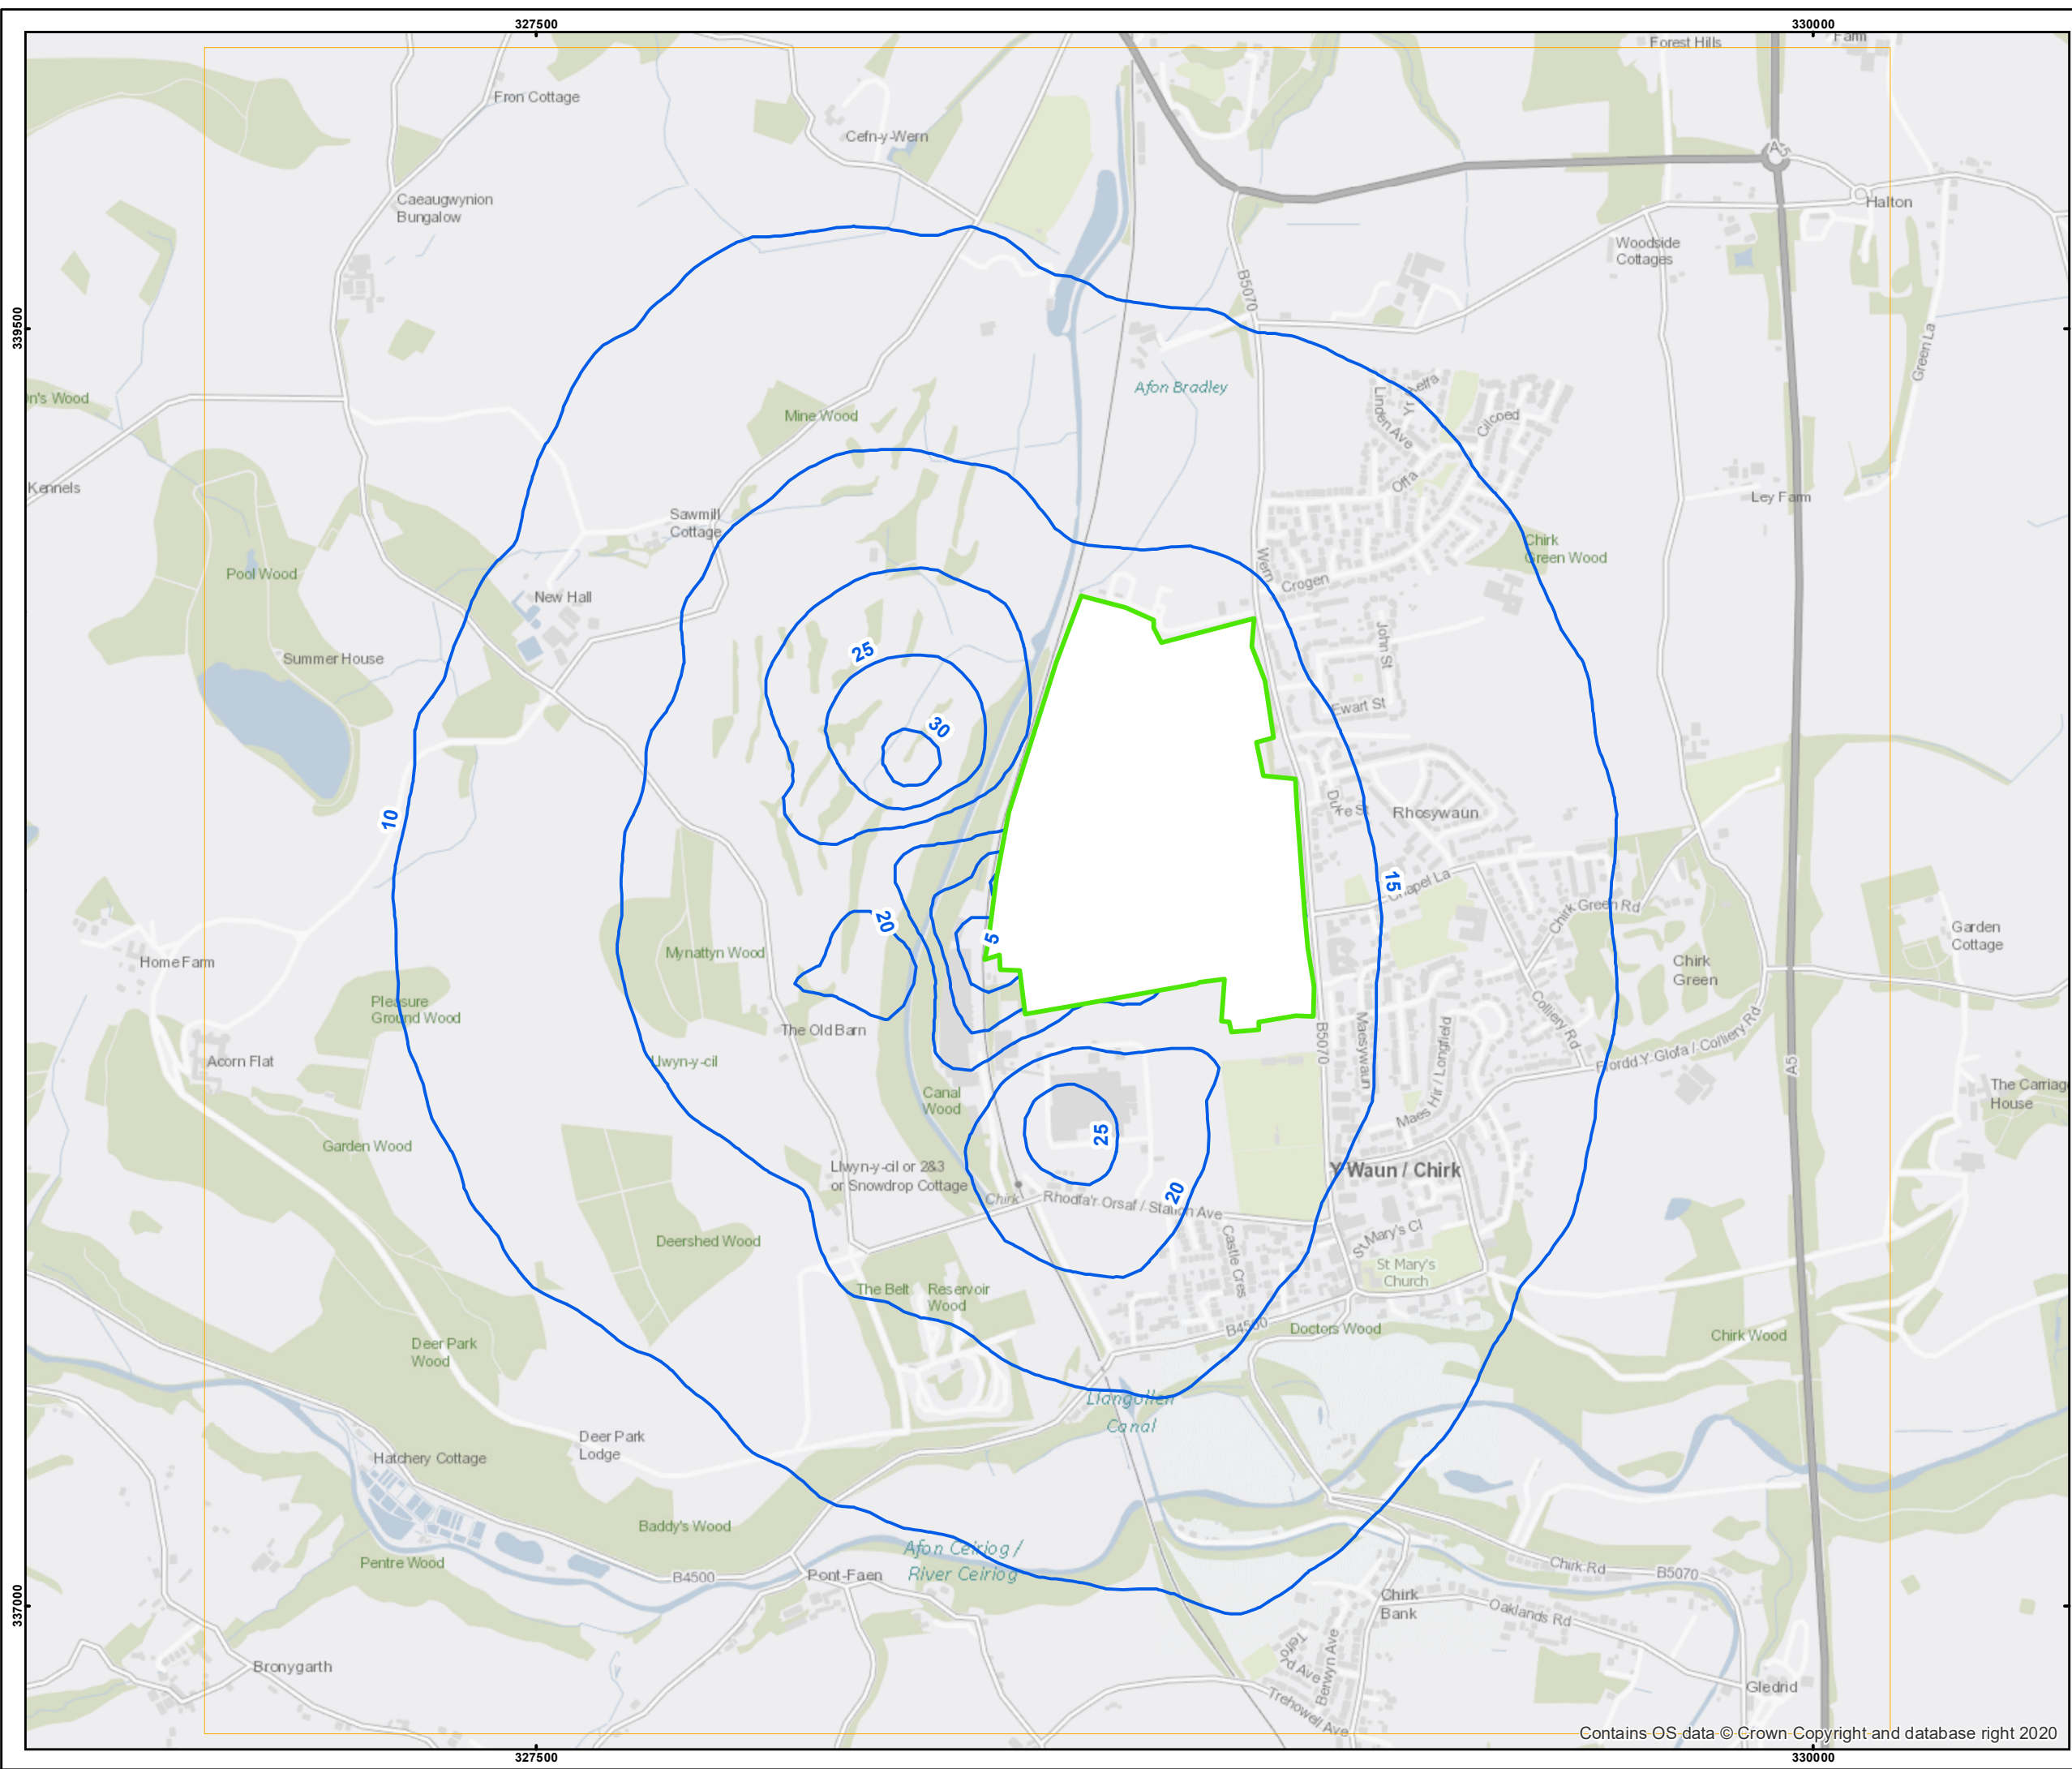 327500
330000
Forest Hills
Farm
Fron Cottage
Cefn-y-Wern
A5
Caeaugwynion
Bungalow
Halton
Woodside
Cottages
B5070
339500
339500
Green La
Afon Bradley
Yr Aelfa
Linden Ave
Cilcoed
n's Wood
Mine Wood
Offa
Kennels
Ley Farm
Sawmill
Cottage
Chirk
Green Wood
Wern
Crogen
Pool Wood
New Hall
John St
25
Summer House
Ewart St
30
Duke St
Rhosywaun
10
15
Chapel La
Chirk Green Rd
20
5
Garden
Cottage
Mynattyn Wood
Home Farm
Chirk
Green
Pleasure
Ground Wood
Colliery Rd
The Old Barn
B5070
Maesywaun
Maes Hir / Longfield
Ffordd Y Glofa / Colliery Rd
A5
Acorn Flat
Llwyn-y-cil
The Carriag
House
Canal
Wood
25
Garden Wood
Llwyn-y-cil or 2&3
or Snowdrop Cottage
Y Waun / Chirk
20
Chirk
Rhodfa'r Orsaf / Station Ave
St Mary's Cl
Deershed Wood
Castle Cres
St Mary's
Church
The Belt
Reservoir
Wood
B4500
Doctors Wood
Chirk Wood
Deer Park
Wood
Llangollen
Canal
Deer Park
Lodge
Hatchery Cottage
Baddy's Wood
Afon Ceiriog /
River Ceiriog
Pentre Wood
B4500
Pont-Faen
Chirk Rd
B5070
Chirk
Bank
Oaklands Rd
337000
Telford Ave
Berwyn Ave
Bronygarth
Trehowell Ave
Gledrid
Contains OS data © Crown Copyright and database right 2020
327500
330000